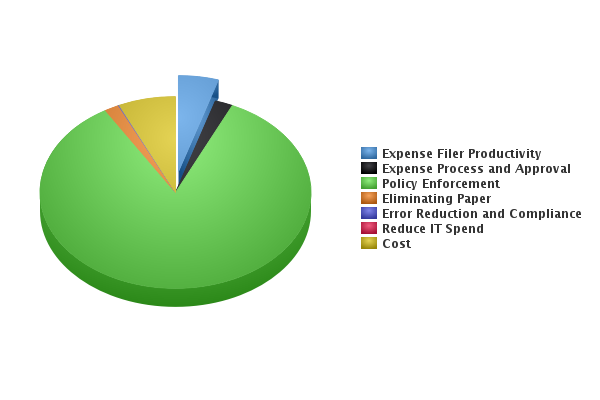 Expense Filer Productivity
Expense Process and Approval
Policy Enforcement
Eliminating Paper
Error Reduction and Compliance
Reduce IT Spend
Cost